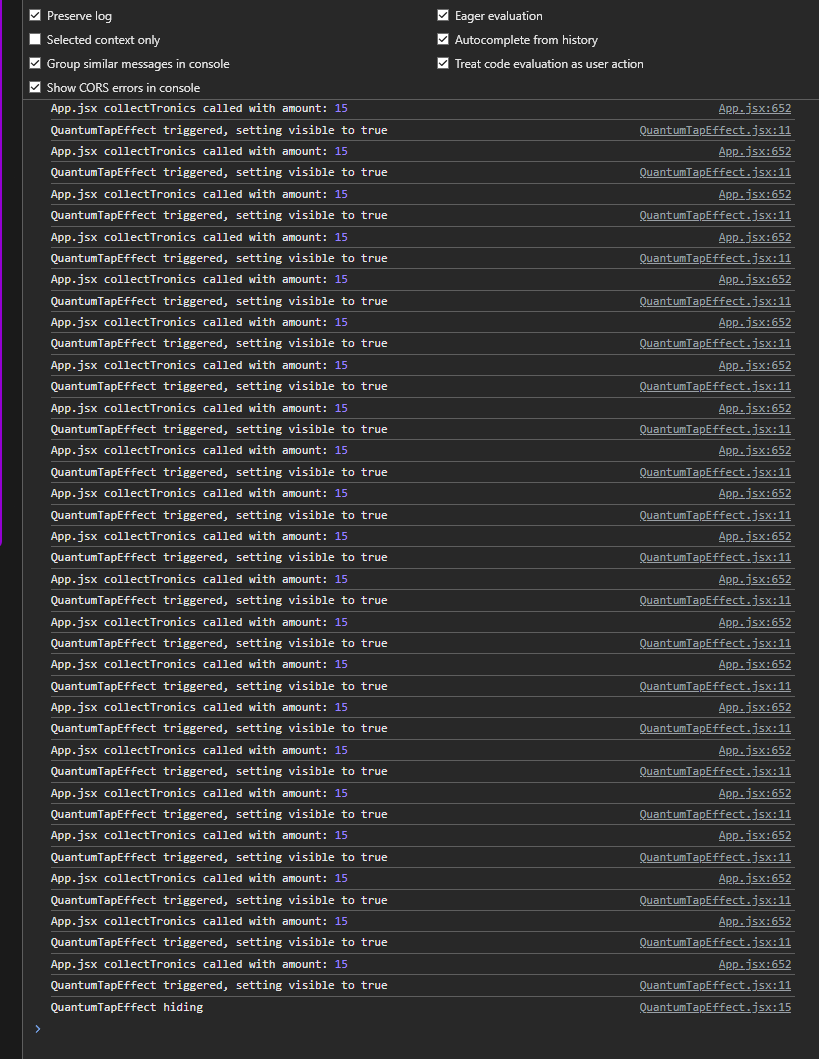 Preserve log
Eager evaluation
Selected context only
Autocomplete from history
Group similar messages in console
Treat code evaluation as user action
Show CORS errors in console
App.jsx collectTronics called with amount: 15 App.jsx:652
QuantumTapEffect triggered, setting visible to true QuantumTapEffect.jsx:11
App.jsx collectTronics called with amount: 15 App.jsx:652
QuantumTapEffect triggered, setting visible to true QuantumTapEffect.jsx:11
App.jsx collectTronics called with amount: 15 App.jsx:652
QuantumTapEffect triggered, setting visible to true QuantumTapEffect.jsx:11
App.jsx collectTronics called with amount: 15 App.jsx:652
QuantumTapEffect triggered, setting visible to true QuantumTapEffect.jsx:11
App.jsx collectTronics called with amount: 15 App.jsx:652
QuantumTapEffect triggered, setting visible to true QuantumTapEffect.jsx:11
App.jsx collectTronics called with amount: 15 App.jsx:652
QuantumTapEffect triggered, setting visible to true QuantumTapEffect.jsx:11
App.jsx collectTronics called with amount: 15 App.jsx:652
QuantumTapEffect triggered, setting visible to true QuantumTapEffect.jsx:11
App.jsx collectTronics called with amount: 15 App.jsx:652
QuantumTapEffect triggered, setting visible to true QuantumTapEffect.jsx:11
App.jsx collectTronics called with amount: 15 App.jsx:652
QuantumTapEffect triggered, setting visible to true QuantumTapEffect.jsx:11
App.jsx collectTronics called with amount: 15 App.jsx:652
QuantumTapEffect triggered, setting visible to true QuantumTapEffect.jsx:11
App.jsx collectTronics called with amount: 15 App.jsx:652
QuantumTapEffect triggered, setting visible to true QuantumTapEffect.jsx:11
App.jsx collectTronics called with amount: 15 App.jsx:652
QuantumTapEffect triggered, setting visible to true QuantumTapEffect.jsx:11
App.jsx collectTronics called with amount: 15 App.jsx:652
QuantumTapEffect triggered, setting visible to true QuantumTapEffect.jsx:11
App.jsx collectTronics called with amount: 15 App.jsx:652
QuantumTapEffect triggered, setting visible to true QuantumTapEffect.jsx:11
App.jsx collectTronics called with amount: 15 App.jsx:652
QuantumTapEffect triggered, setting visible to true QuantumTapEffect.jsx:11
App.jsx collectTronics called with amount: 15 App.jsx:652
QuantumTapEffect triggered, setting visible to true QuantumTapEffect.jsx:11
App.jsx collectTronics called with amount: 15 App.jsx:652
QuantumTapEffect triggered, setting visible to true QuantumTapEffect.jsx:11
App.jsx collectTronics called with amount: 15 App.jsx:652
QuantumTapEffect triggered, setting visible to true QuantumTapEffect.jsx:11
App.jsx collectTronics called with amount: 15 App.jsx:652
QuantumTapEffect triggered, setting visible to true QuantumTapEffect.jsx:11
App.jsx collectTronics called with amount: 15 App.jsx:652
QuantumTapEffect triggered, setting visible to true QuantumTapEffect.jsx:11
App.jsx collectTronics called with amount: 15 App.jsx:652
QuantumTapEffect triggered, setting visible to true QuantumTapEffect.jsx:11
QuantumTapEffect hiding QuantumTapEffect.jsx:15